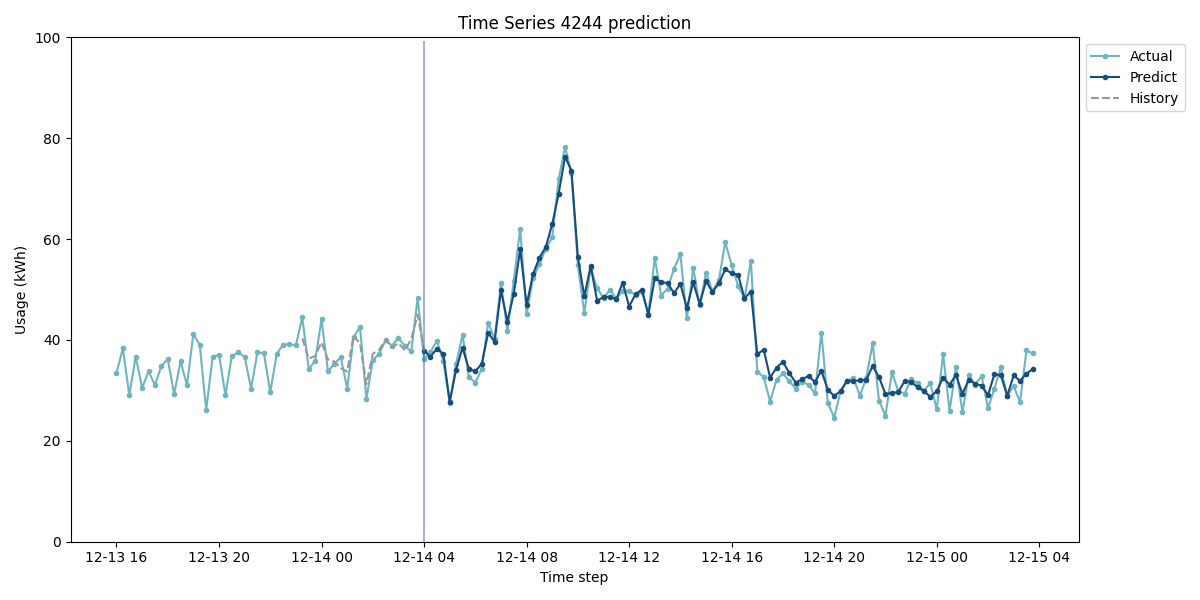 Time Series 4244 prediction
100
80
60
40
20
0
Usage (kWh)
12-13 16
12-13 20
12-14 00
12-14 04
12-14 08
12-14 12
12-14 16
12-14 20
12-15 00
12-15 04
Time step
Actual
Predict
History